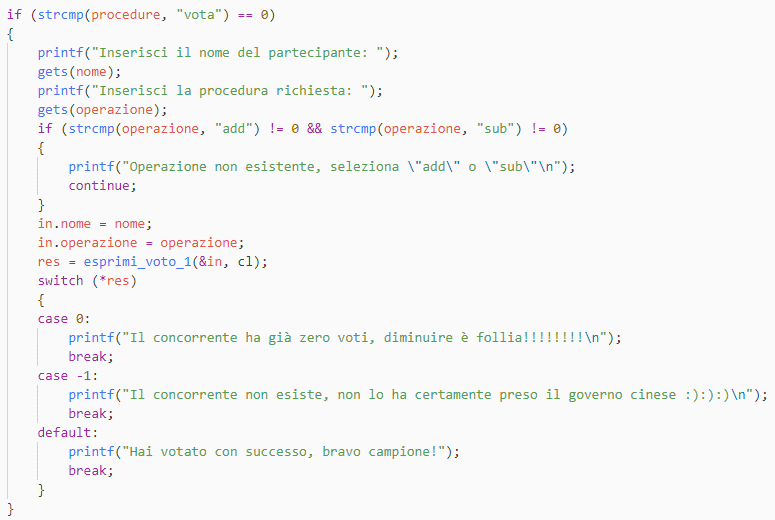 if (strcmp(procedure, "vota") == 0)
{
    printf("Inserisci il nome del partecipante: ");
    gets(nome);
    printf("Inserisci la procedura richiesta: ");
    gets(operazione);
    if (strcmp(operazione, "add") != 0 && strcmp(operazione, "sub") != 0)
    {
        printf("Operazione non esistente, seleziona \"add\" o \"sub\"\n");
        continue;
    }
    in.nome = nome;
    in.operazione = operazione;
    res = esprimi_voto_1(&in, cl);
    switch (*res)
    {
    case 0:
        printf("Il concorrente ha già zero voti, diminuire è follia!!!!!!!!\n");
        break;
    case -1:
        printf("Il concorrente non esiste, non lo ha certamente preso il governo cinese :):):)\n");
        break;
    default:
        printf("Hai votato con successo, bravo campione!");
        break;
    }
}